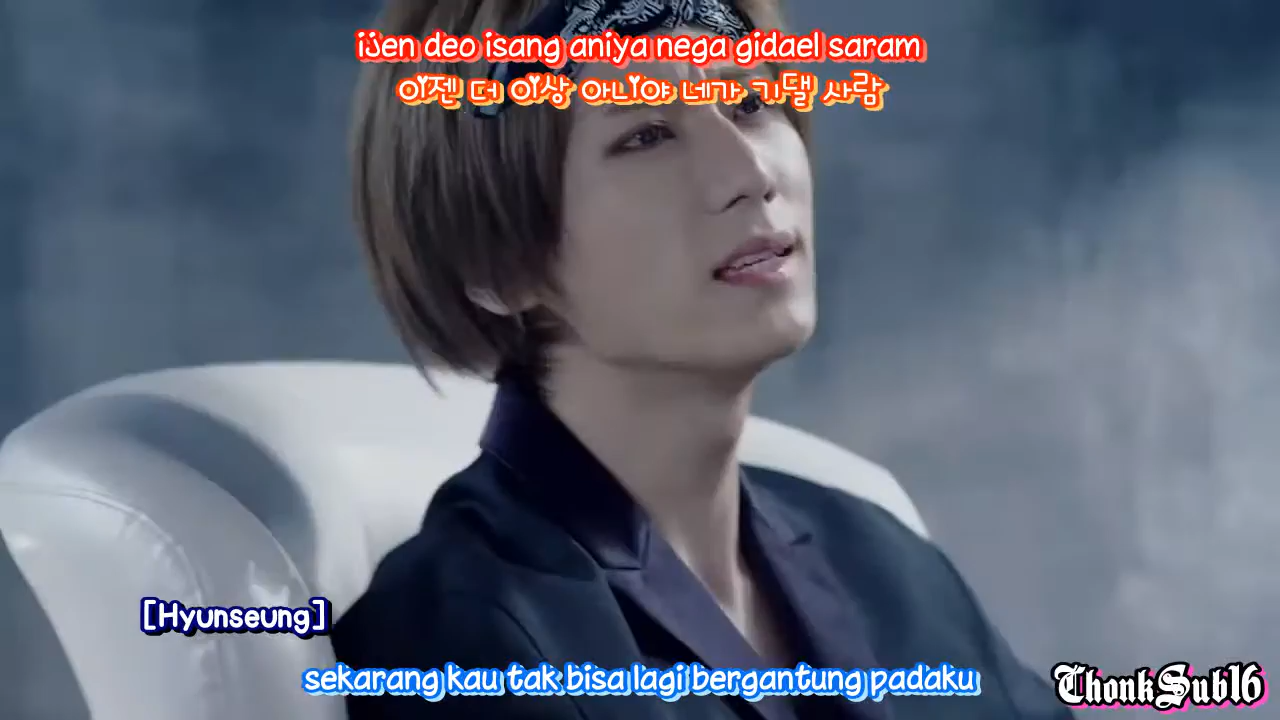 ijen deo isang aniya nega gidael saram
이젠 더 이상 아니야 네가 기댈 사람
[Hyunseung]
sekarang kau tak bisa lagi bergantung padaku
ThonkSub16